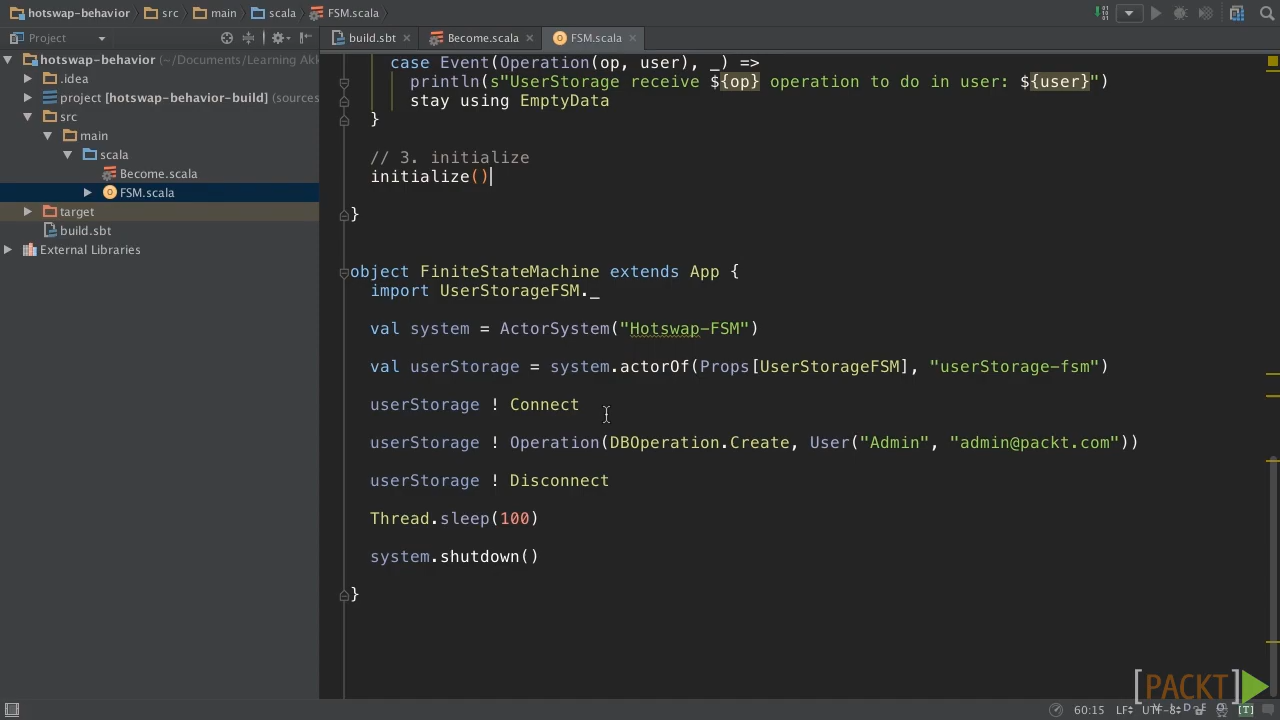 hotswap-behavior src main scala FSM.scala
Project
build.sbt Become.scala FSM.scala
hotswap-behavior (~/Documents/Learning Akk
.idea
project [hotswap-behavior-build] (sources
src
main
scala
Become.scala
FSM.scala
target
build.sbt
External Libraries
case Event(Operation(op, user), _) =>
println(s"UserStorage receive ${op} operation to do in user: ${user}")
stay using EmptyData
}
// 3. initialize
initialize()
}
object FiniteStateMachine extends App {
import UserStorageFSM._
val system = ActorSystem("Hotswap-FSM")
val userStorage = system.actorOf(Props[UserStorageFSM], "userStorage-fsm")
userStorage ! Connect
userStorage ! Operation(DBOperation.Create, User("Admin", "admin@packt.com"))
userStorage ! Disconnect
Thread.sleep(100)
system.shutdown()
}
[PACKT]
60:15 LF UTF-8